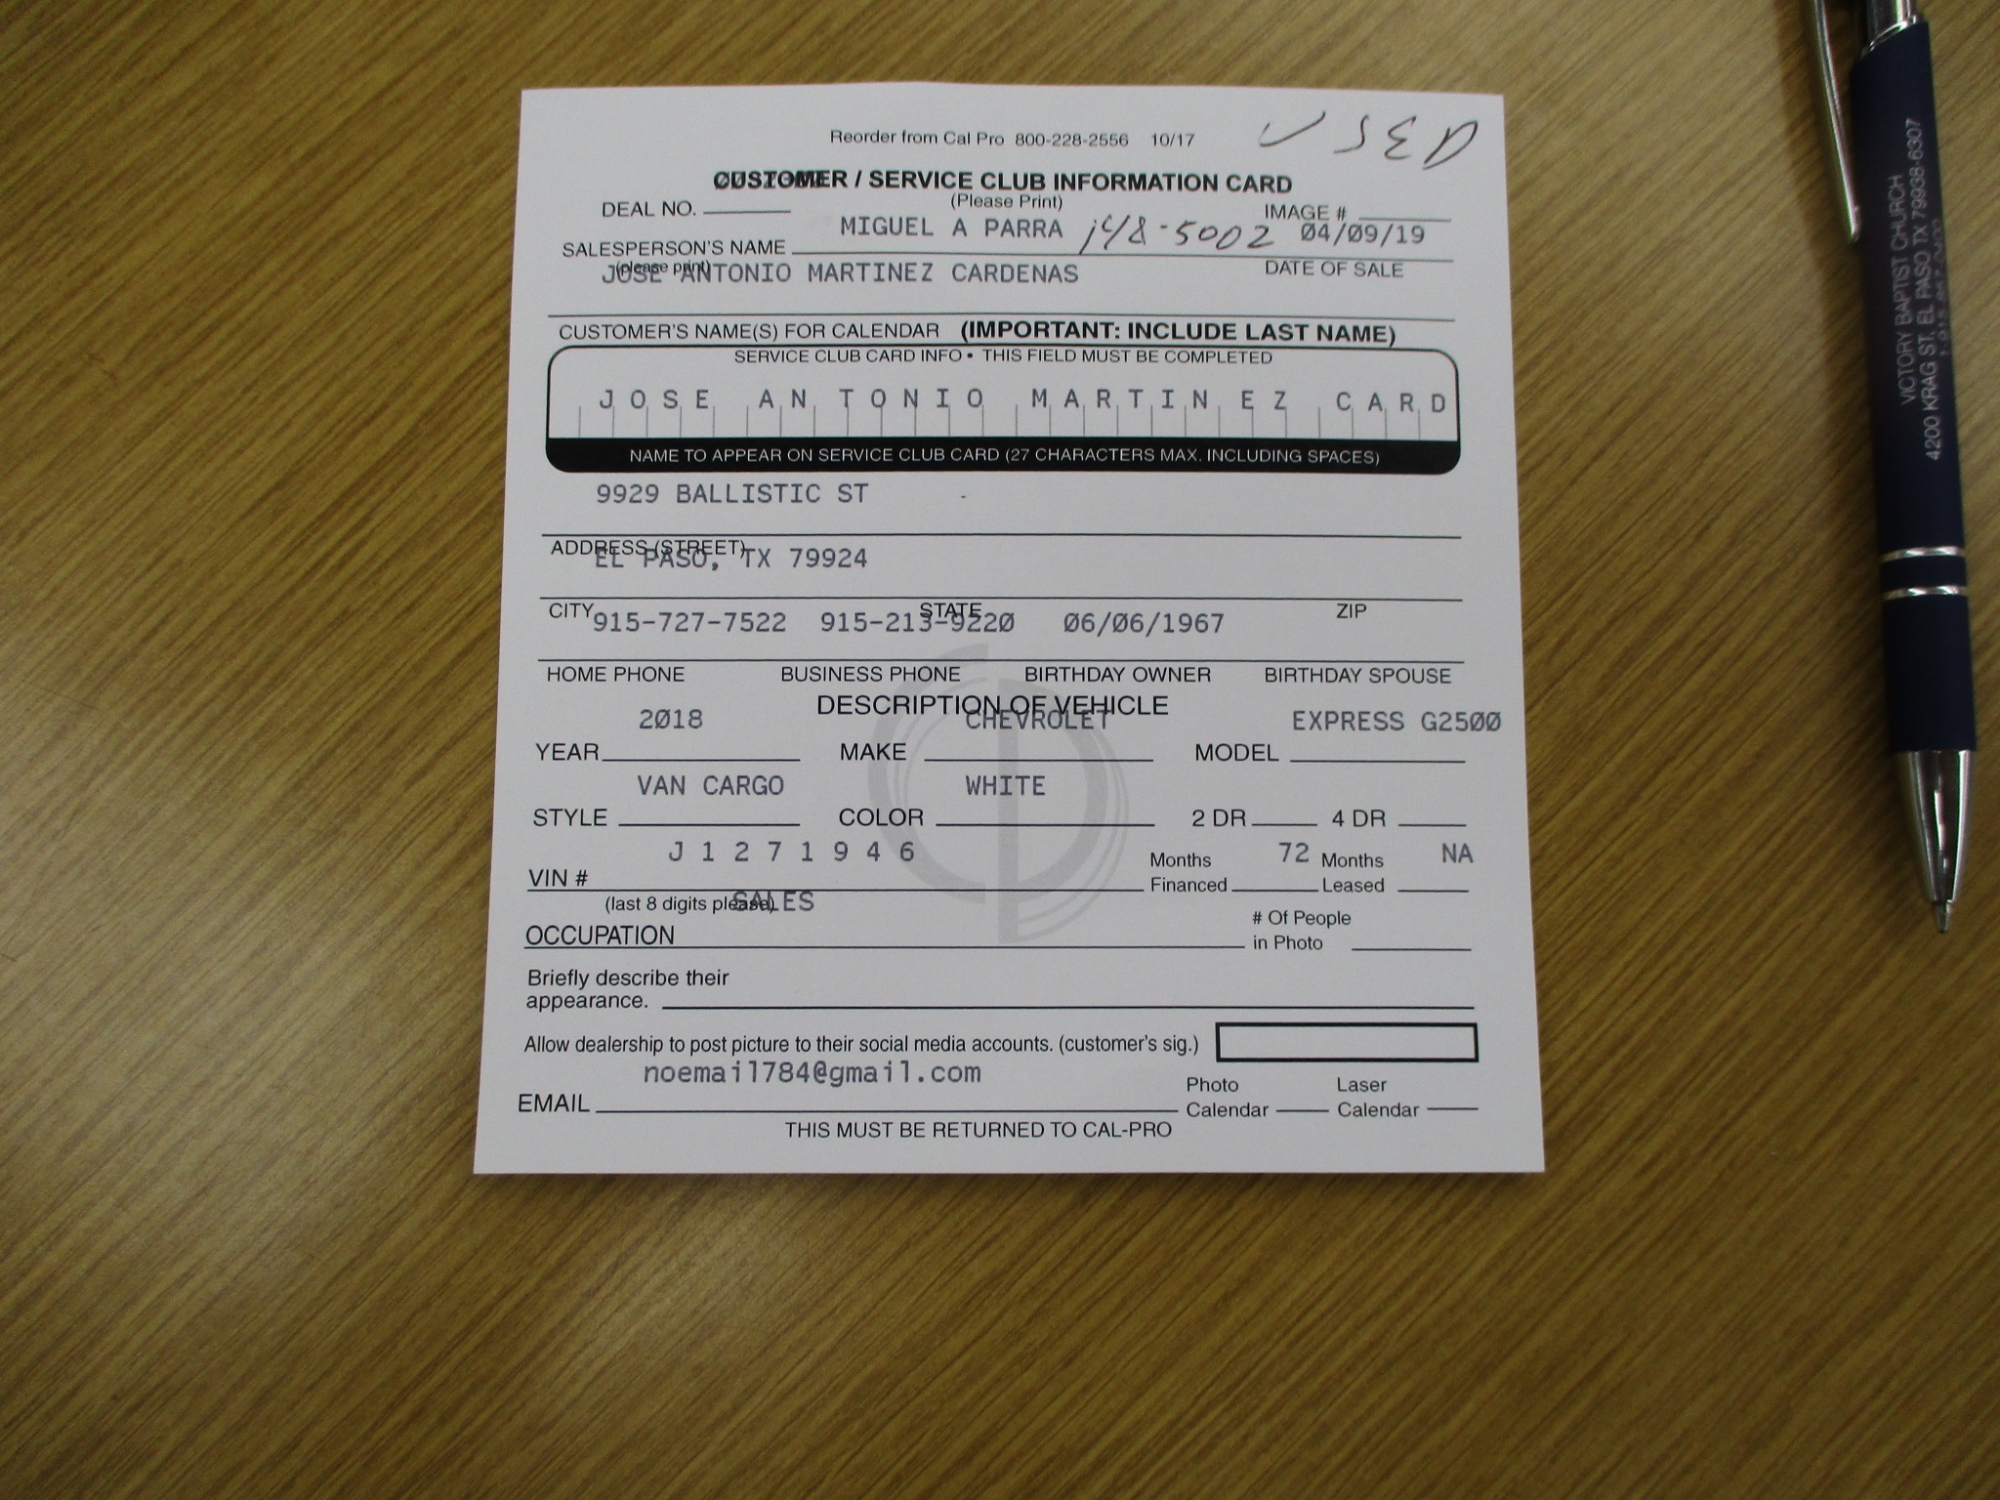 USED
Reorder from Cal Pro 800-228-2556 10/17
CUSTOMER / SERVICE CLUB INFORMATION CARD
(Please Print)
DEAL NO.
IMAGE #
MIGUEL A PARRA 148-5002 04/09/19
SALESPERSON'S NAME
(please print)
DATE OF SALE
JOSE ANTONIO MARTINEZ CARDENAS
CUSTOMER'S NAME(S) FOR CALENDAR (IMPORTANT: INCLUDE LAST NAME)
SERVICE CLUB CARD INFO • THIS FIELD MUST BE COMPLETED
JOSE ANTONIO MARTINEZ CARD
NAME TO APPEAR ON SERVICE CLUB CARD (27 CHARACTERS MAX. INCLUDING SPACES)
9929 BALLISTIC ST
ADDRESS (STREET)
EL PASO, TX 79924
CITY STATE ZIP
915-727-7522 915-213-9220 06/06/1967
HOME PHONE BUSINESS PHONE BIRTHDAY OWNER BIRTHDAY SPOUSE
DESCRIPTION OF VEHICLE
2018 CHEVROLET EXPRESS G2500
YEAR MAKE MODEL
VAN CARGO WHITE
STYLE COLOR 2 DR 4 DR
J1271946 72 NA
VIN # Months Financed Months Leased
(last 8 digits please)
SALES
OCCUPATION # Of People in Photo
Briefly describe their
appearance.
Allow dealership to post picture to their social media accounts. (customer's sig.)
noemail784@gmail.com
EMAIL Photo Calendar Laser Calendar
THIS MUST BE RETURNED TO CAL-PRO
VICTORY BAPTIST CHURCH
4200 KRAG ST. EL PASO TX 79938-6307